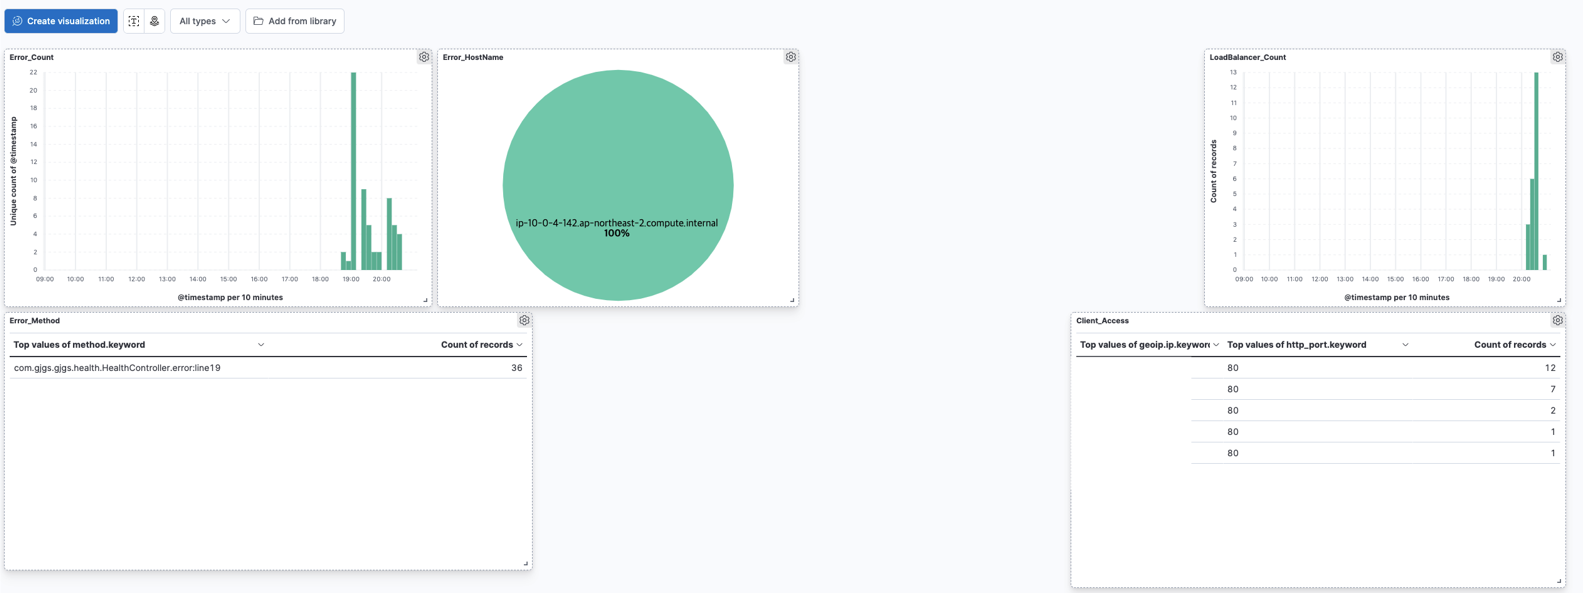 Create visualization
All types
Add from library
Error_Count
22
20
18
16
14
12
10
8
6
4
2
0
Unique count of @timestamp
09:00 10:00 11:00 12:00 13:00 14:00 15:00 16:00 17:00 18:00 19:00 20:00
@timestamp per 10 minutes
Error_HostName
ip-10-0-4-142.ap-northeast-2.compute.internal
100%
LoadBalancer_Count
13
12
11
10
9
8
7
6
5
4
3
2
1
0
Count of records
09:00 10:00 11:00 12:00 13:00 14:00 15:00 16:00 17:00 18:00 19:00 20:00
@timestamp per 10 minutes
Error_Method
Top values of method.keyword Count of records
com.gjgs.gjgs.health.HealthController.error:line19 36
Client_Access
Top values of geoip.ip.keyword Top values of http_port.keyword Count of records
80 12
80 7
80 2
80 1
80 1